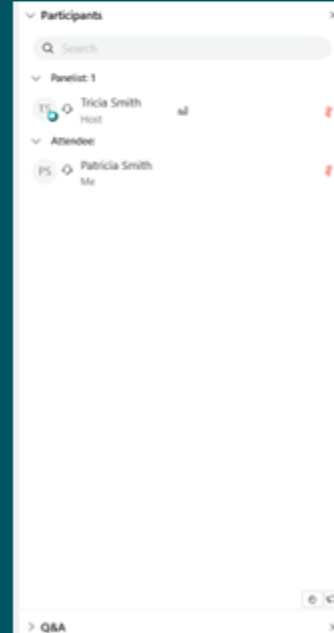 Participants
Search
Panelist: 1
TS
Tricia Smith
Host
Attendee:
PS
Patricia Smith
Me
Q&A